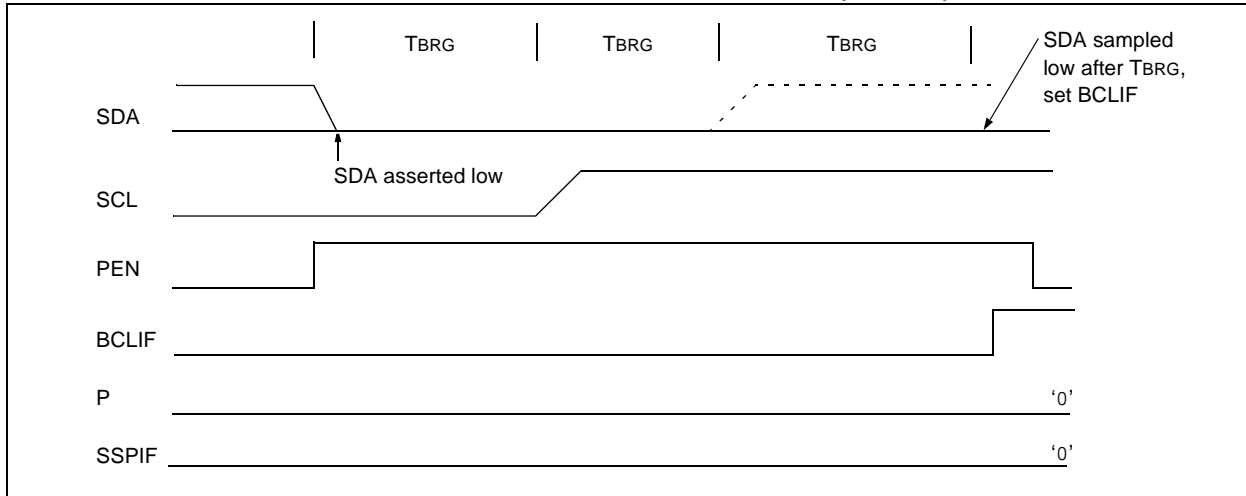 TBRG TBRG TBRG
SDA sampled
low after TBRG,
set BCLIF
SDA
SDA asserted low
SCL
PEN
BCLIF
P ‘0’
SSPIF ‘0’